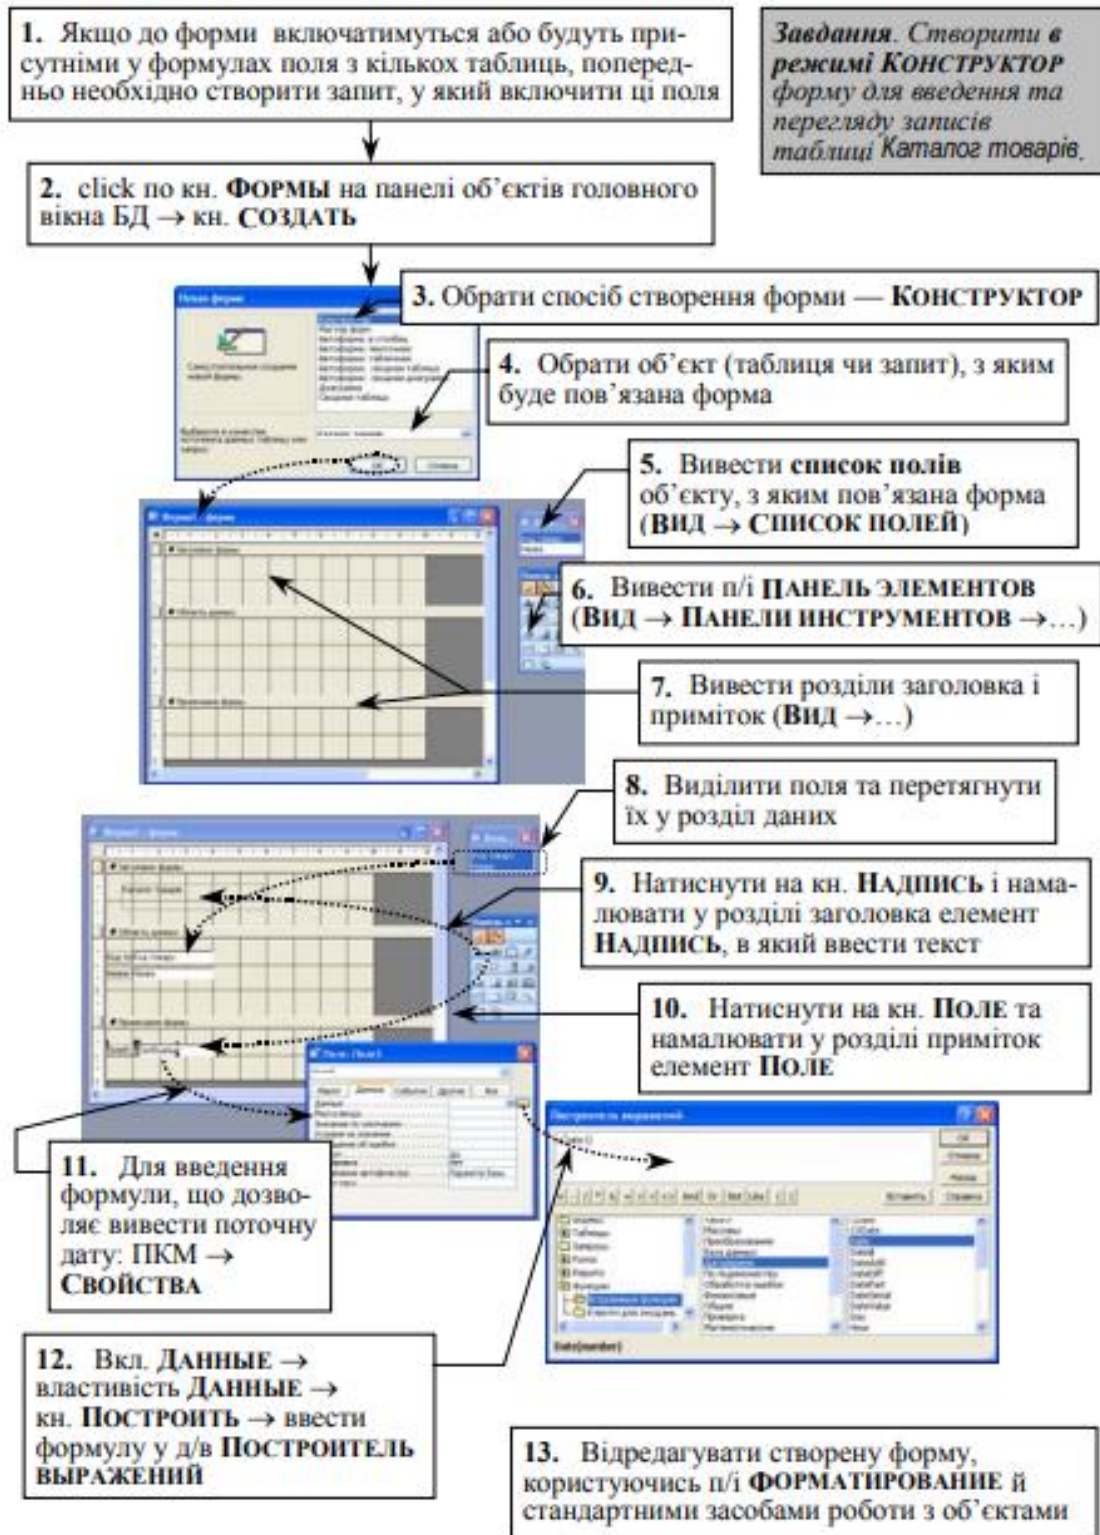 1. Якщо до форми включатимуться або будуть при-
сутніми у формулах поля з кількох таблиць, поперед-
ньо необхідно створити запит, у який включити ці поля
Завдання. Створити в
режимі КОНСТРУКТОР
форму для введення та
перегляду записів
таблиці Каталог товарів.
2. click по кн. ФОРМЫ на панелі об’єктів головного
вікна БД → кн. СОЗДАТЬ
3. Обрати спосіб створення форми — КОНСТРУКТОР
4. Обрати об’єкт (таблиця чи запит), з яким
буде пов’язана форма
5. Вивести список полів
об’єкту, з яким пов’язана форма
(ВИД → СПИСОК ПОЛЕЙ)
6. Вивести п/і ПАНЕЛЬ ЭЛЕМЕНТОВ
(ВИД → ПАНЕЛИ ИНСТРУМЕНТОВ →…)
7. Вивести розділи заголовка і
приміток (ВИД →…)
8. Виділити поля та перетягнути
їх у розділ даних
9. Натиснути на кн. НАДПИСЬ і нама-
лювати у розділі заголовка елемент
НАДПИСЬ, в який ввести текст
10. Натиснути на кн. ПОЛЕ та
намалювати у розділі приміток
елемент ПОЛЕ
Построитель выражений
11. Для введення
формули, що дозво-
ляє вивести поточну
дату: ПКМ →
СВОЙСТВА
12. Вкл. ДАННЫЕ →
властивість ДАННЫЕ →
кн. ПОСТРОИТЬ → ввести
формулу у д/в ПОСТРОИТЕЛЬ
ВЫРАЖЕНИЙ
13. Відредагувати створену форму,
користуючись п/і ФОРМАТИРОВАНИЕ й
стандартними засобами роботи з об’єктами